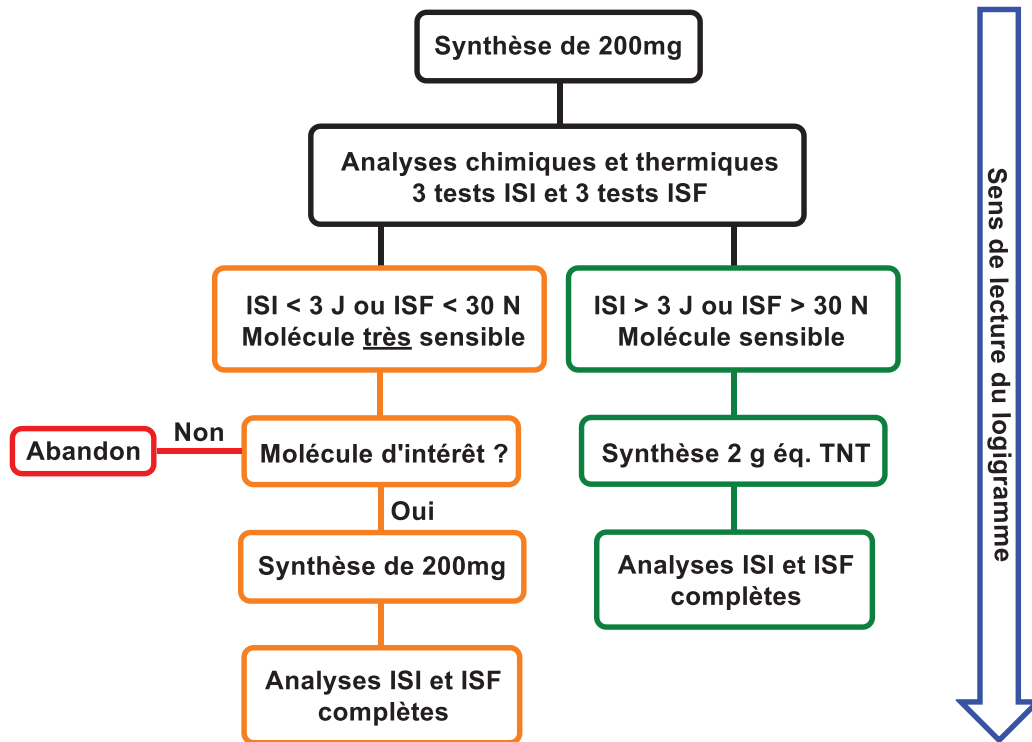 Synthèse de 200mg
Analyses chimiques et thermiques
3 tests ISI et 3 tests ISF
ISI < 3 J ou ISF < 30 N
Molécule très sensible
ISI > 3 J ou ISF > 30 N
Molécule sensible
Abandon
Non
Molécule d'intérêt ?
Synthèse 2 g éq. TNT
Oui
Synthèse de 200mg
Analyses ISI et ISF
complètes
Analyses ISI et ISF
complètes
Sens de lecture du logigramme